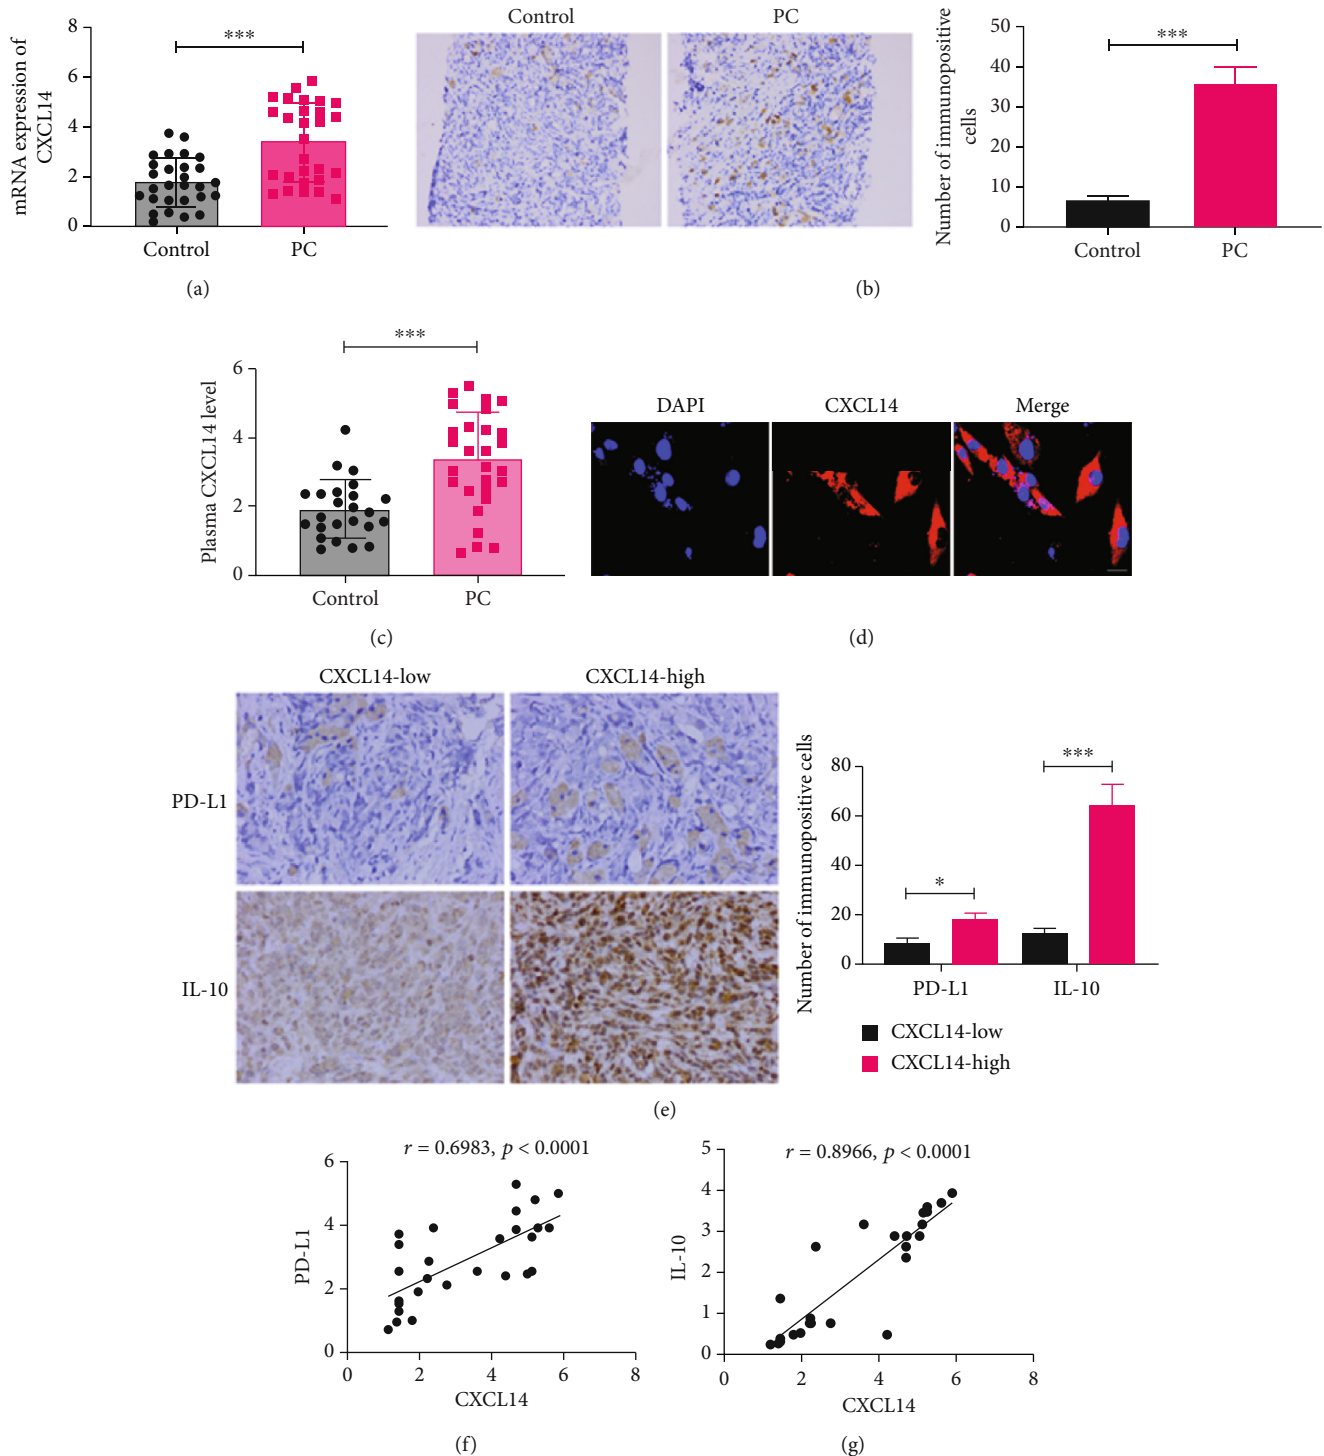 mRNA expression of
CXCL14
8
6
4
2
0
***
Control
PC
(a)
Control
PC
Number of immunopositive
cells
50
40
30
20
10
0
***
Control
PC
(b)
Plasma CXCL14 level
6
4
2
0
***
Control
PC
(c)
DAPI
CXCL14
Merge
(d)
CXCL14-low
CXCL14-high
PD-L1
IL-10
Number of immunopositive cells
80
60
40
20
0
*
***
PD-L1
IL-10
CXCL14-low
CXCL14-high
(e)
r = 0.6983, p < 0.0001
PD-L1
6
4
2
0
0 2 4 6 8
CXCL14
(f)
r = 0.8966, p < 0.0001
IL-10
5
4
3
2
1
0
0 2 4 6 8
CXCL14
(g)